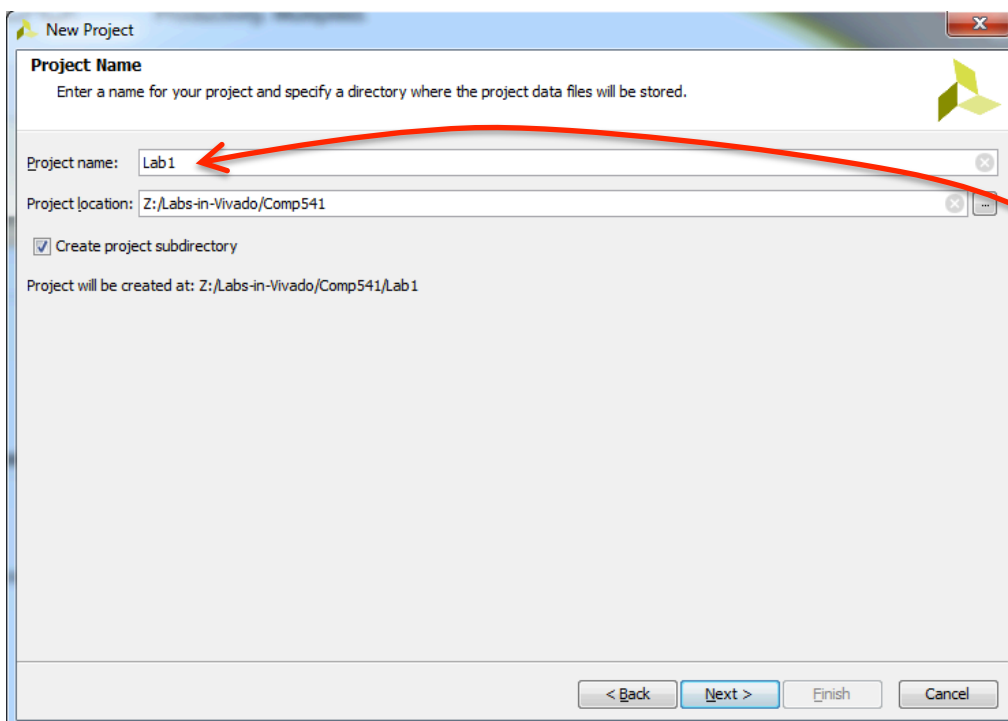 New Project
Project Name
Enter a name for your project and specify a directory where the project data files will be stored.
Project name: Lab1
Project location: Z:/Labs-in-Vivado/Comp541 ...
Create project subdirectory
Project will be created at: Z:/Labs-in-Vivado/Comp541/Lab1
< Back Next > Finish Cancel